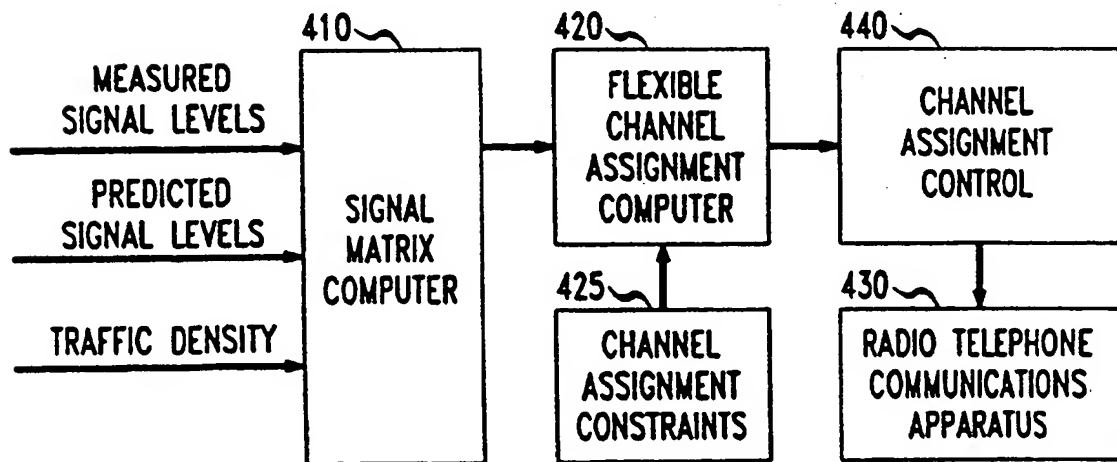 410
420
440
MEASURED
SIGNAL LEVELS
PREDICTED
SIGNAL LEVELS
TRAFFIC DENSITY
SIGNAL
MATRIX
COMPUTER
FLEXIBLE
CHANNEL
ASSIGNMENT
COMPUTER
CHANNEL
ASSIGNMENT
CONTROL
425
430
CHANNEL
ASSIGNMENT
CONSTRAINTS
RADIO TELEPHONE
COMMUNICATIONS
APPARATUS